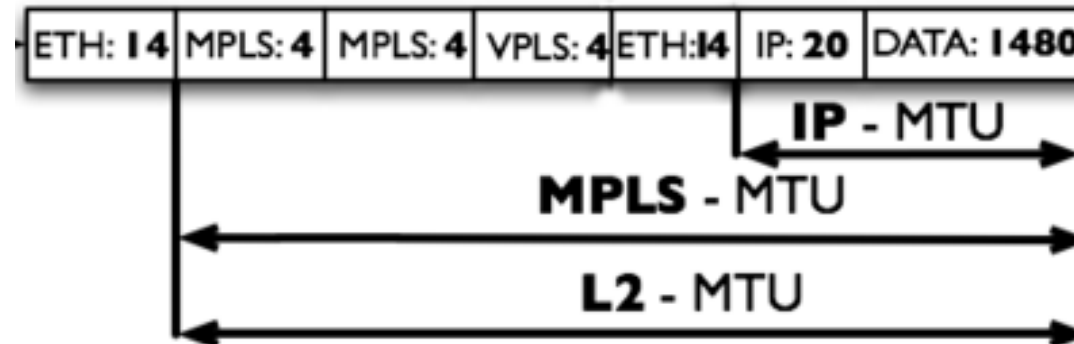 ETH: 14 MPLS: 4 MPLS: 4 VPLS: 4 ETH:14 IP: 20 DATA: 1480
IP - MTU
MPLS - MTU
L2 - MTU